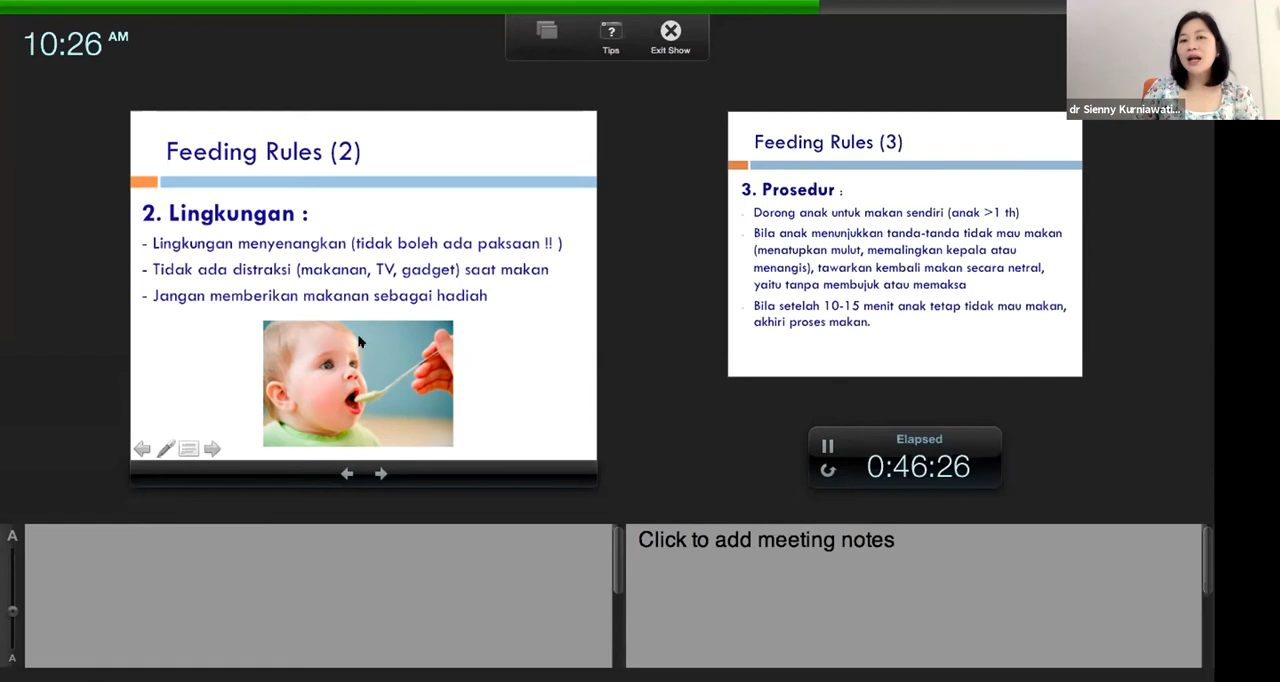 10:26 AM
?
Tips
Exit Show
dr Sienny Kurniawati...
Feeding Rules (2)
2. Lingkungan :
- Lingkungan menyenangkan (tidak boleh ada paksaan !! )
- Tidak ada distraksi (makanan, TV, gadget) saat makan
- Jangan memberikan makanan sebagai hadiah
Feeding Rules (3)
3. Prosedur :
Dorong anak untuk makan sendiri (anak >1 th)
Bila anak menunjukkan tanda-tanda tidak mau makan
(menatupkan mulut, memalingkan kepala atau
menangis), tawarkan kembali makan secara netral,
yaitu tanpa membujuk atau memaksa
Bila setelah 10-15 menit anak tetap tidak mau makan,
akhiri proses makan.
Elapsed
0:46:26
A
A
Click to add meeting notes